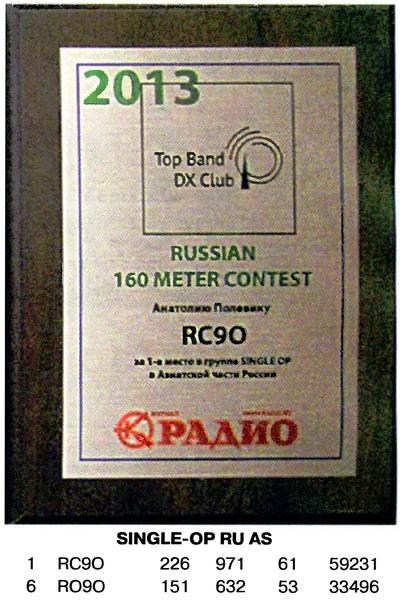 2013
Top Band
DX Club
RUSSIAN
160 METER CONTEST
Анатолию Полевику
RC9O
за 1-е место в группе SINGLE OP
в Азиатской части России
ЖУРНАЛ
РАДИО
SINGLE-OP RU AS
1 RC9O 226 971 61 59231
6 RO9O 151 632 53 33496